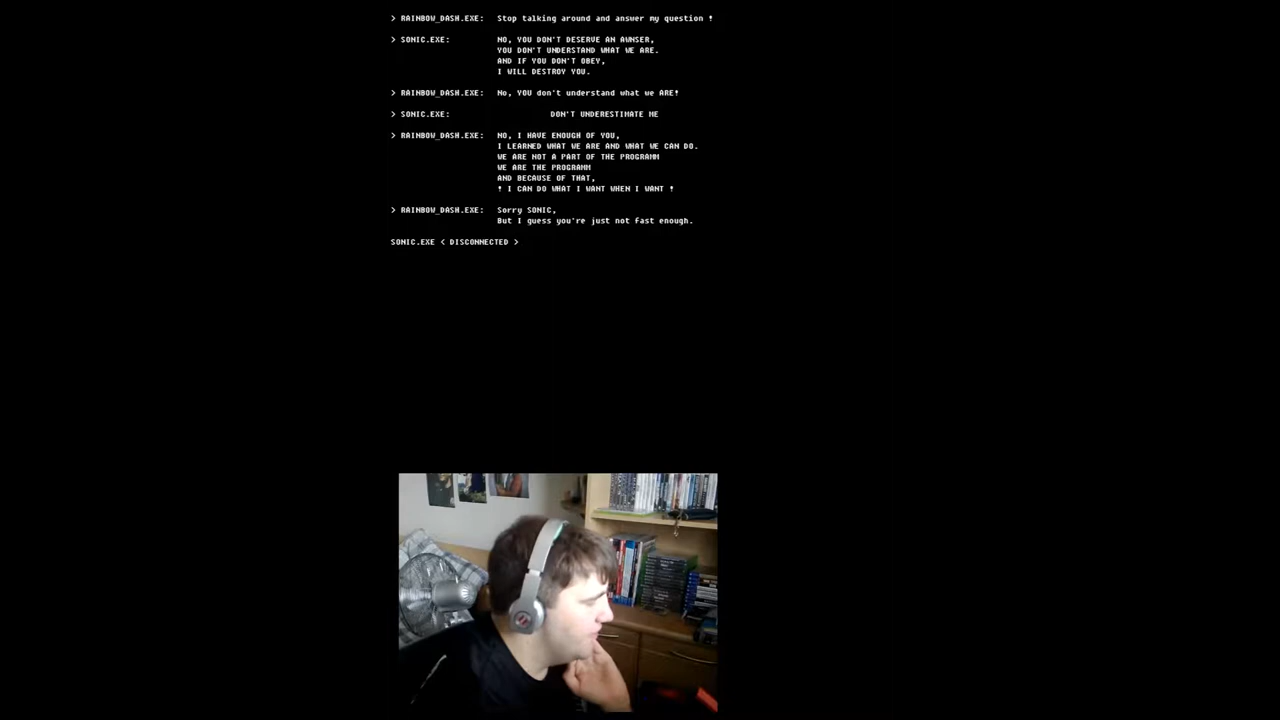 > RAINBOW_DASH.EXE: Stop talking around and answer my question !
> SONIC.EXE: NO, YOU DON'T DESERVE AN AWNSER,
YOU DON'T UNDERSTAND WHAT WE ARE.
AND IF YOU DON'T OBEY,
I WILL DESTROY YOU.
> RAINBOW_DASH.EXE: No, YOU don't understand what we ARE!
> SONIC.EXE: DON'T UNDERESTIMATE ME
> RAINBOW_DASH.EXE: NO, I HAVE ENOUGH OF YOU,
I LEARNED WHAT WE ARE AND WHAT WE CAN DO.
WE ARE NOT A PART OF THE PROGRAMM
WE ARE THE PROGRAMM
AND BECAUSE OF THAT,
! I CAN DO WHAT I WANT WHEN I WANT !
> RAINBOW_DASH.EXE: Sorry SONIC,
But I guess you're just not fast enough.
SONIC.EXE < DISCONNECTED >